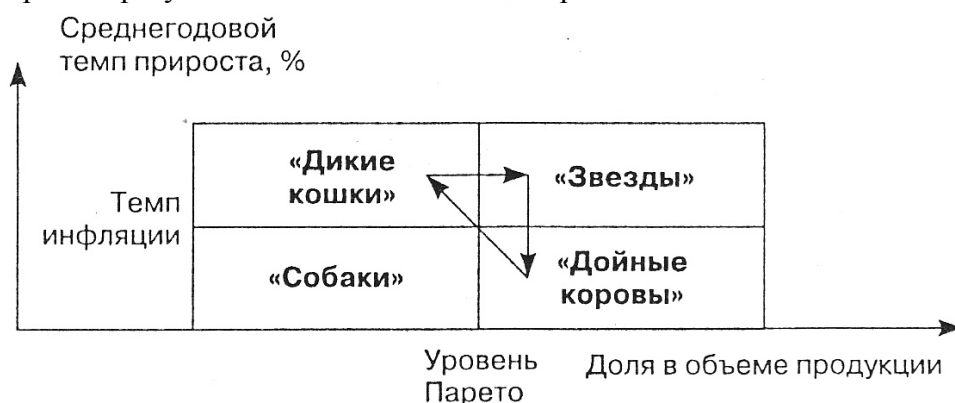 Среднегодовой
темп прироста, %
«Дикие
кошки»
«Звезды»
Темп
инфляции
«Собаки»
«Дойные
коровы»
Уровень
Парето
Доля в объеме продукции